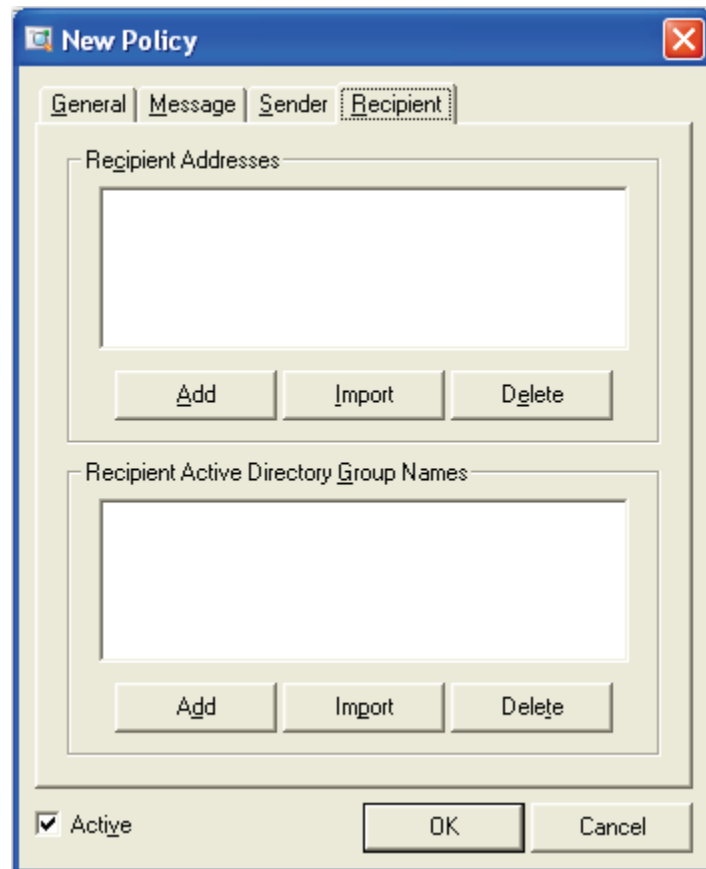 New Policy
General Message Sender Recipient
Recipient Addresses
Add Import Delete
Recipient Active Directory Group Names
Add Import Delete
Active OK Cancel